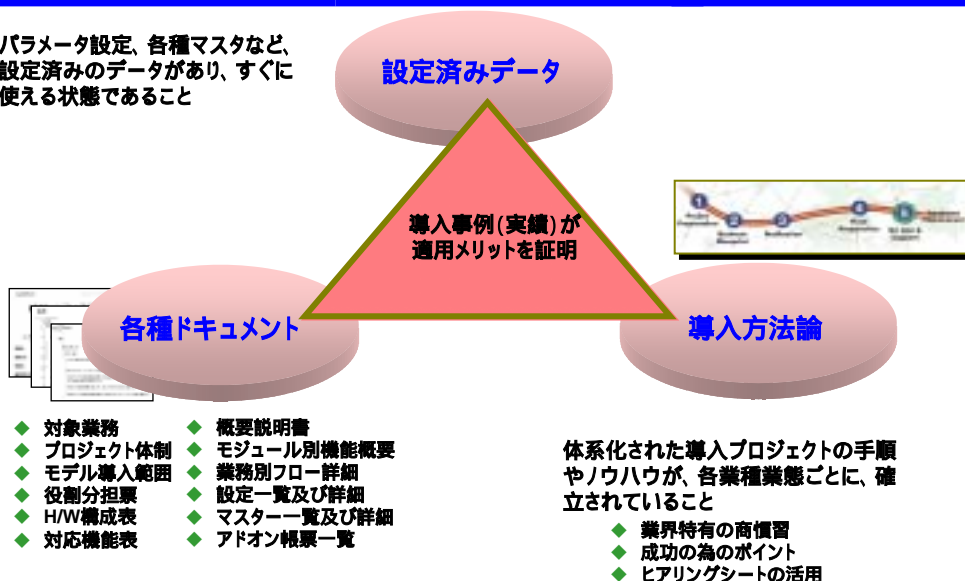 パラメータ設定、各種マスタなど、
設定済みのデータがあり、すぐに
使える状態であること
設定済みデータ
導入事例(実績)が
適用メリットを証明
各種ドキュメント
導入方法論
◆ 対象業務
◆ プロジェクト体制
◆ モデル導入範囲
◆ 役割分担票
◆ H/W構成表
◆ 対応機能表
◆ 概要説明書
◆ モジュール別機能概要
◆ 業務別フロー詳細
◆ 設定一覧及び詳細
◆ マスター一覧及び詳細
◆ アドオン帳票一覧
体系化された導入プロジェクトの手順
やノウハウが、各業種業態ごとに、確
立されていること
◆ 業界特有の商慣習
◆ 成功の為のポイント
◆ ヒアリングシートの活用